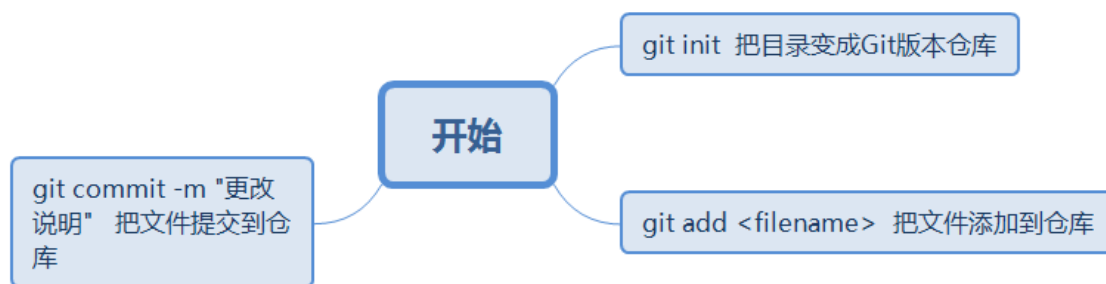 git init 把目录变成Git版本仓库
开始
git commit -m "更改
说明" 把文件提交到仓
库
git add <filename> 把文件添加到仓库